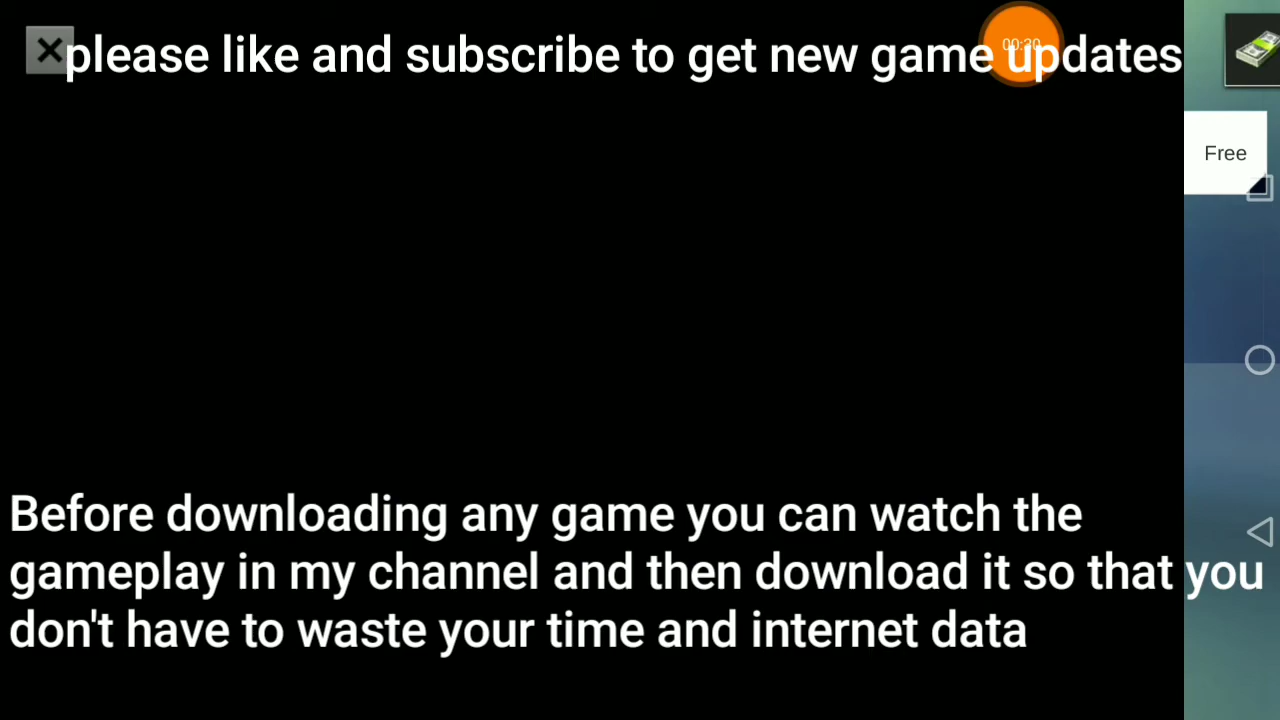 please like and subscribe to get new game updates
00:20
Free
Before downloading any game you can watch the
gameplay in my channel and then download it so that you
don't have to waste your time and internet data